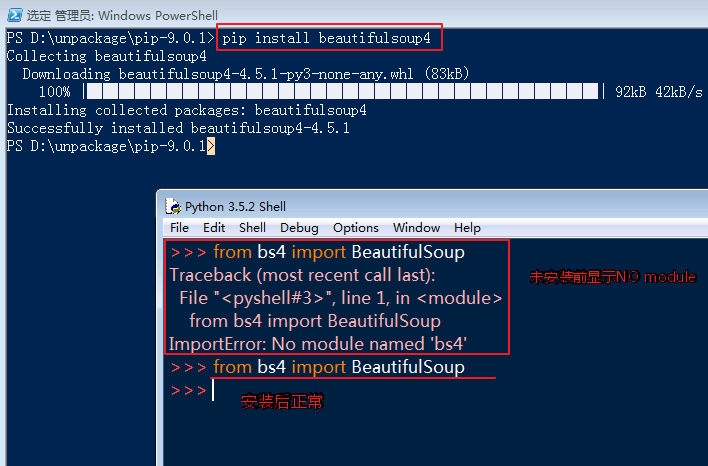 选定 管理员: Windows PowerShell
PS D:\unpackage\pip-9.0.1> pip install beautifulsoup4
Collecting beautifulsoup4
  Downloading beautifulsoup4-4.5.1-py3-none-any.whl (83kB)
    100% | | 92kB 42kB/s
Installing collected packages: beautifulsoup4
Successfully installed beautifulsoup4-4.5.1
PS D:\unpackage\pip-9.0.1>
Python 3.5.2 Shell
File Edit Shell Debug Options Window Help
>>> from bs4 import BeautifulSoup
Traceback (most recent call last):
  File "<pyshell#3>", line 1, in <module>
未安装前显示NO module
    from bs4 import BeautifulSoup
ImportError: No module named 'bs4'
>>> from bs4 import BeautifulSoup
>>>
安装后正常